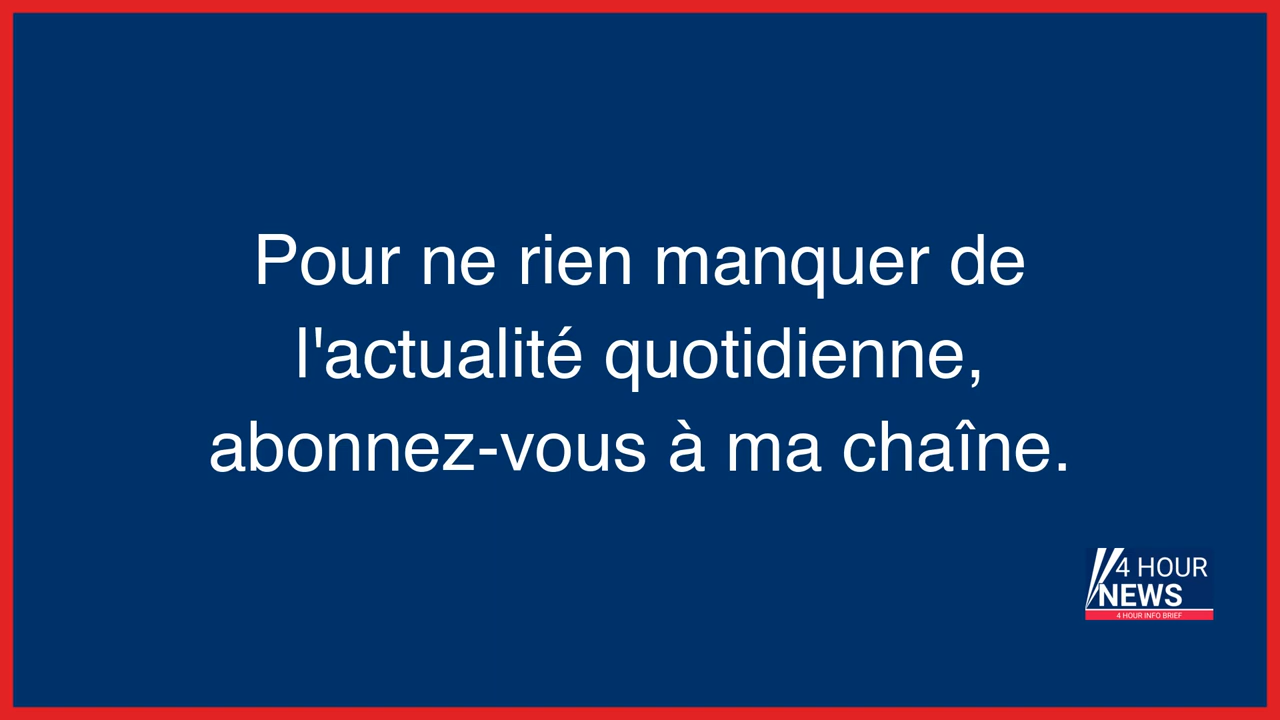 Pour ne rien manquer de
l'actualité quotidienne,
abonnez-vous à ma chaîne.
4 HOUR
NEWS
4 HOUR INFO BRIEF